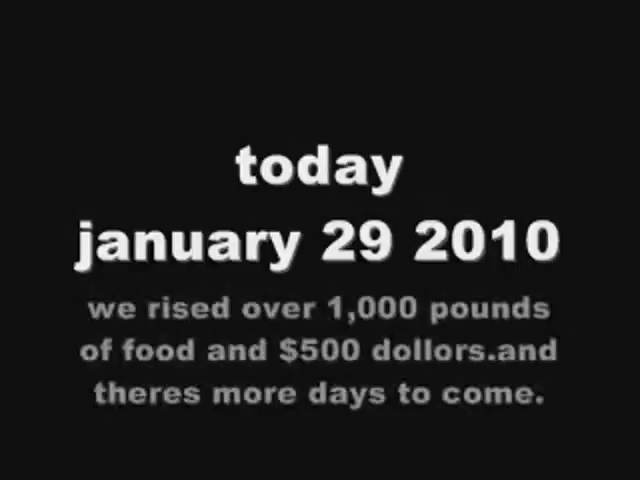 today
january 29 2010
we rised over 1,000 pounds
of food and $500 dollors.and
theres more days to come.